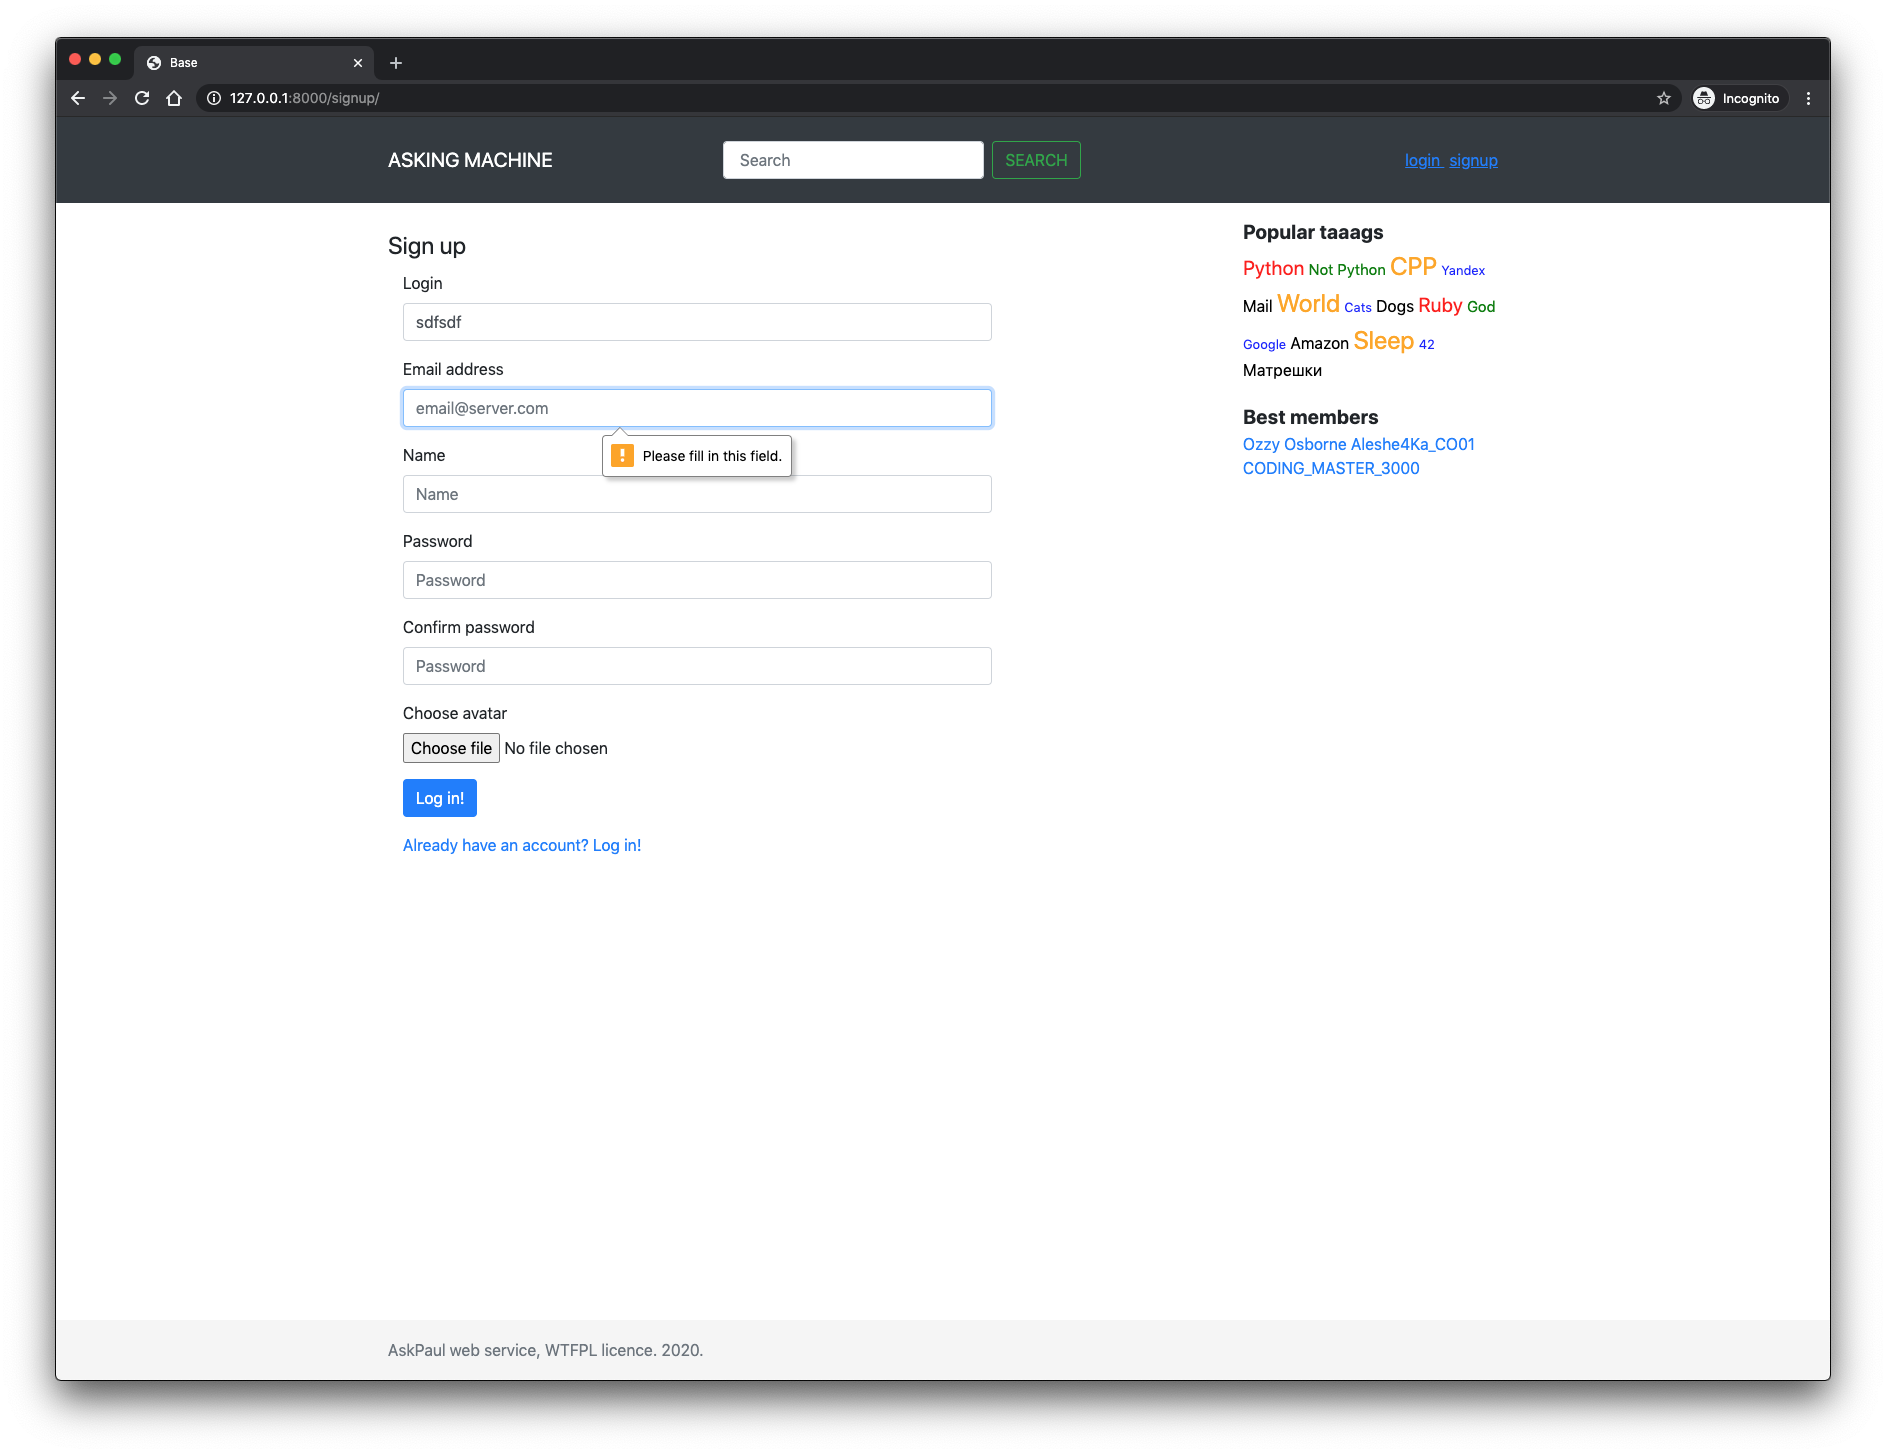 Base
127.0.0.1:8000/signup/
Incognito
ASKING MACHINE
Search
SEARCH
login signup
Sign up
Login
sdfsdf
Email address
email@server.com
Please fill in this field.
Name
Name
Password
Password
Confirm password
Password
Choose avatar
Choose file No file chosen
Log in!
Already have an account? Log in!
Popular taaags
Python Not Python CPP Yandex
Mail World Cats Dogs Ruby God
Google Amazon Sleep 42
Матрешки
Best members
Ozzy Osborne Aleshe4Ka_CO01
CODING_MASTER_3000
AskPaul web service, WTFPL licence. 2020.